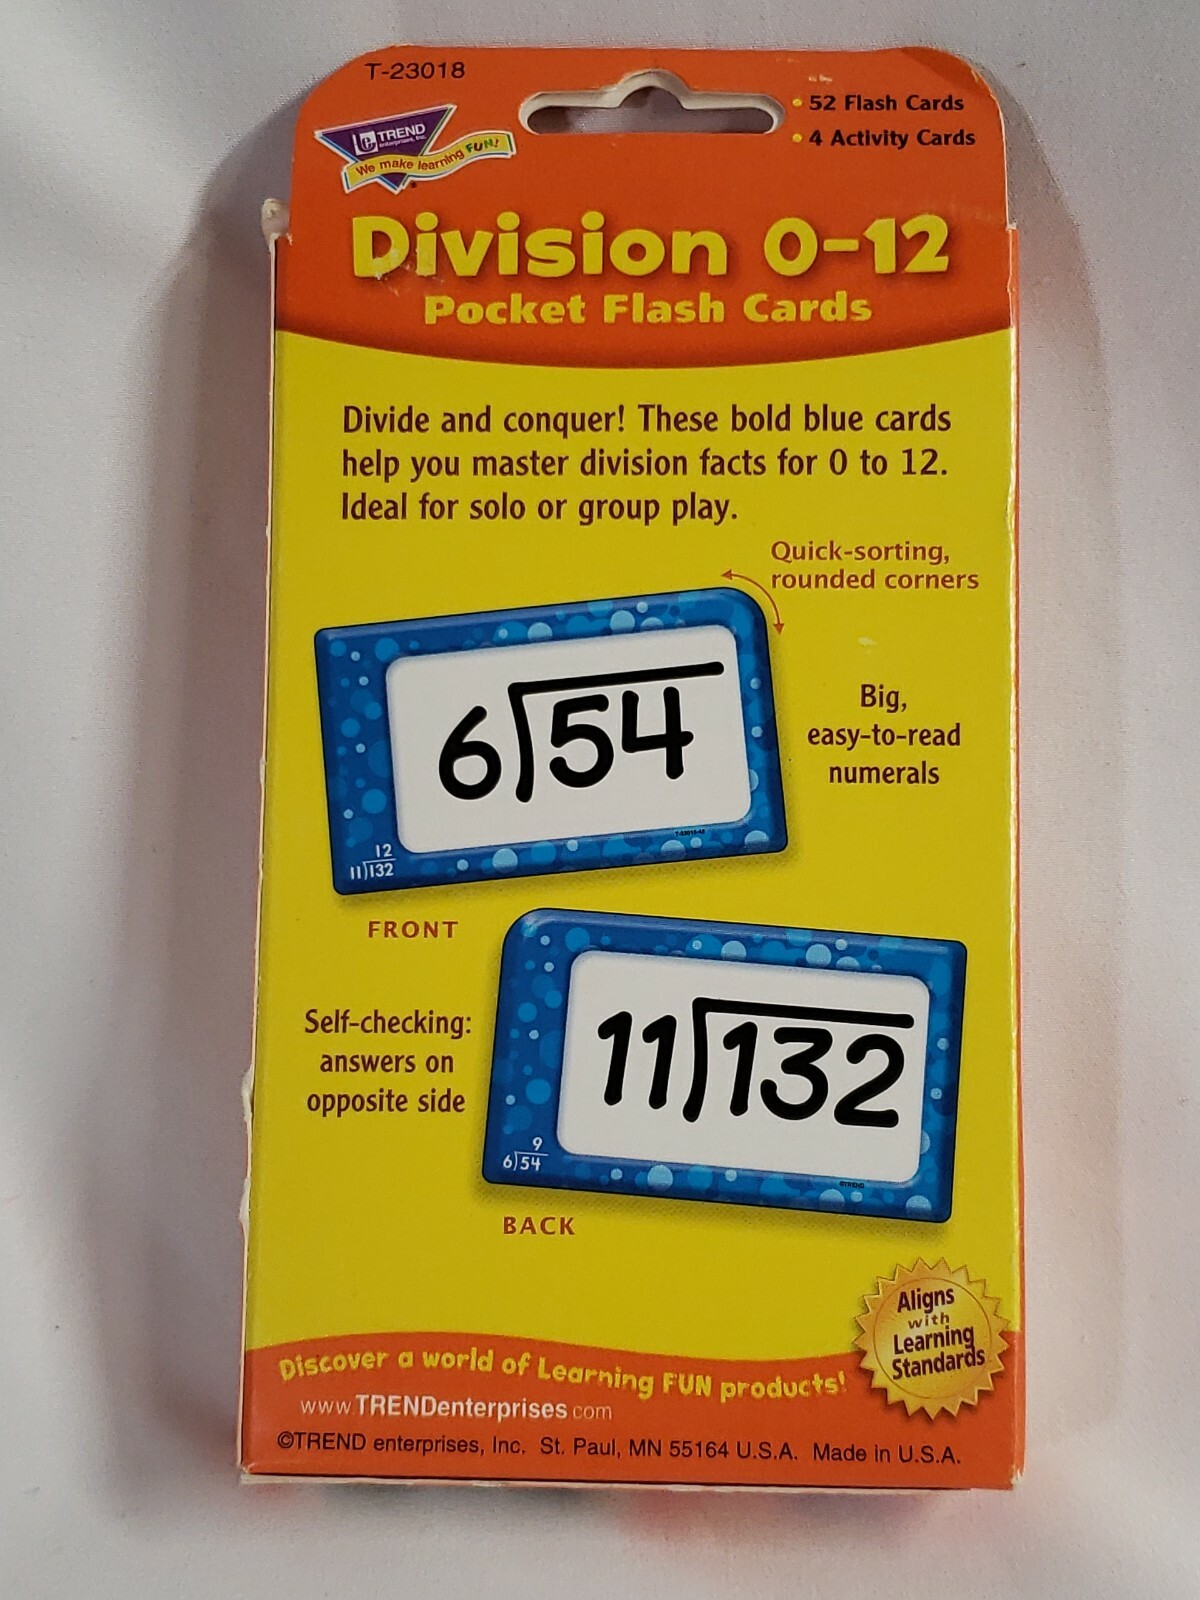 T-23018
• 52 Flash Cards
• 4 Activity Cards
TREND
enterprises, Inc.
We make learning FUN!
Division 0-12
Pocket Flash Cards
Divide and conquer! These bold blue cards
help you master division facts for 0 to 12.
Ideal for solo or group play.
Quick-sorting,
rounded corners
6)54
Big,
easy-to-read
numerals
12
11)132
FRONT
11)132
Self-checking:
answers on
opposite side
9
6)54
©TREND
BACK
Aligns
with
Learning
Standards
Discover a world of Learning FUN products!
www.TRENDenterprises.com
©TREND enterprises, Inc. St. Paul, MN 55164 U.S.A. Made in U.S.A.